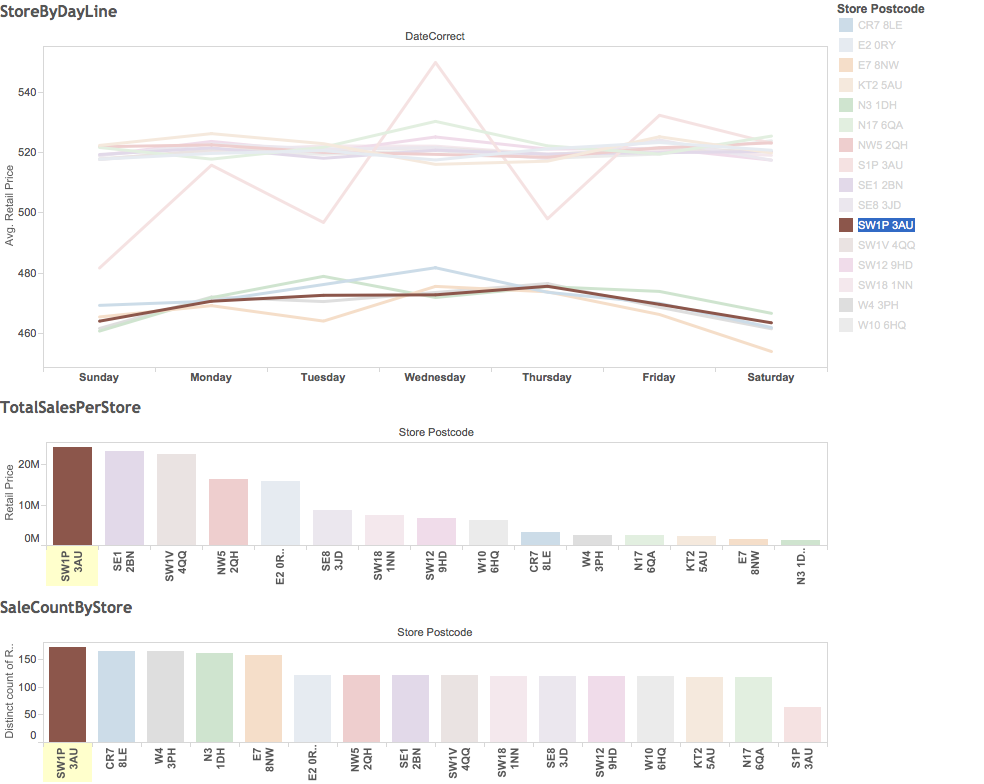 StoreByDayLine
Store Postcode
CR7 8LE
E2 0RY
E7 8NW
KT2 5AU
N3 1DH
N17 6QA
NW5 2QH
S1P 3AU
SE1 2BN
SE8 3JD
SW1P 3AU
SW1V 4QQ
SW12 9HD
SW18 1NN
W4 3PH
W10 6HQ
DateCorrect
Avg. Retail Price
540
520
500
480
460
Sunday Monday Tuesday Wednesday Thursday Friday Saturday
TotalSalesPerStore
Store Postcode
Retail Price
20M
10M
0M
SW1P 3AU
SE1 2BN
SW1V 4QQ
NW5 2QH
E2 0R..
SE8 3JD
SW18 1NN
SW12 9HD
W10 6HQ
CR7 8LE
W4 3PH
N17 6QA
KT2 5AU
E7 8NW
N3 1D..
SaleCountByStore
Store Postcode
Distinct count of R..
150
100
50
0
SW1P 3AU
CR7 8LE
W4 3PH
N3 1DH
E7 8NW
E2 0R..
NW5 2QH
SE1 2BN
SW1V 4QQ
SW18 1NN
SE8 3JD
SW12 9HD
W10 6HQ
KT2 5AU
N17 6QA
S1P 3AU